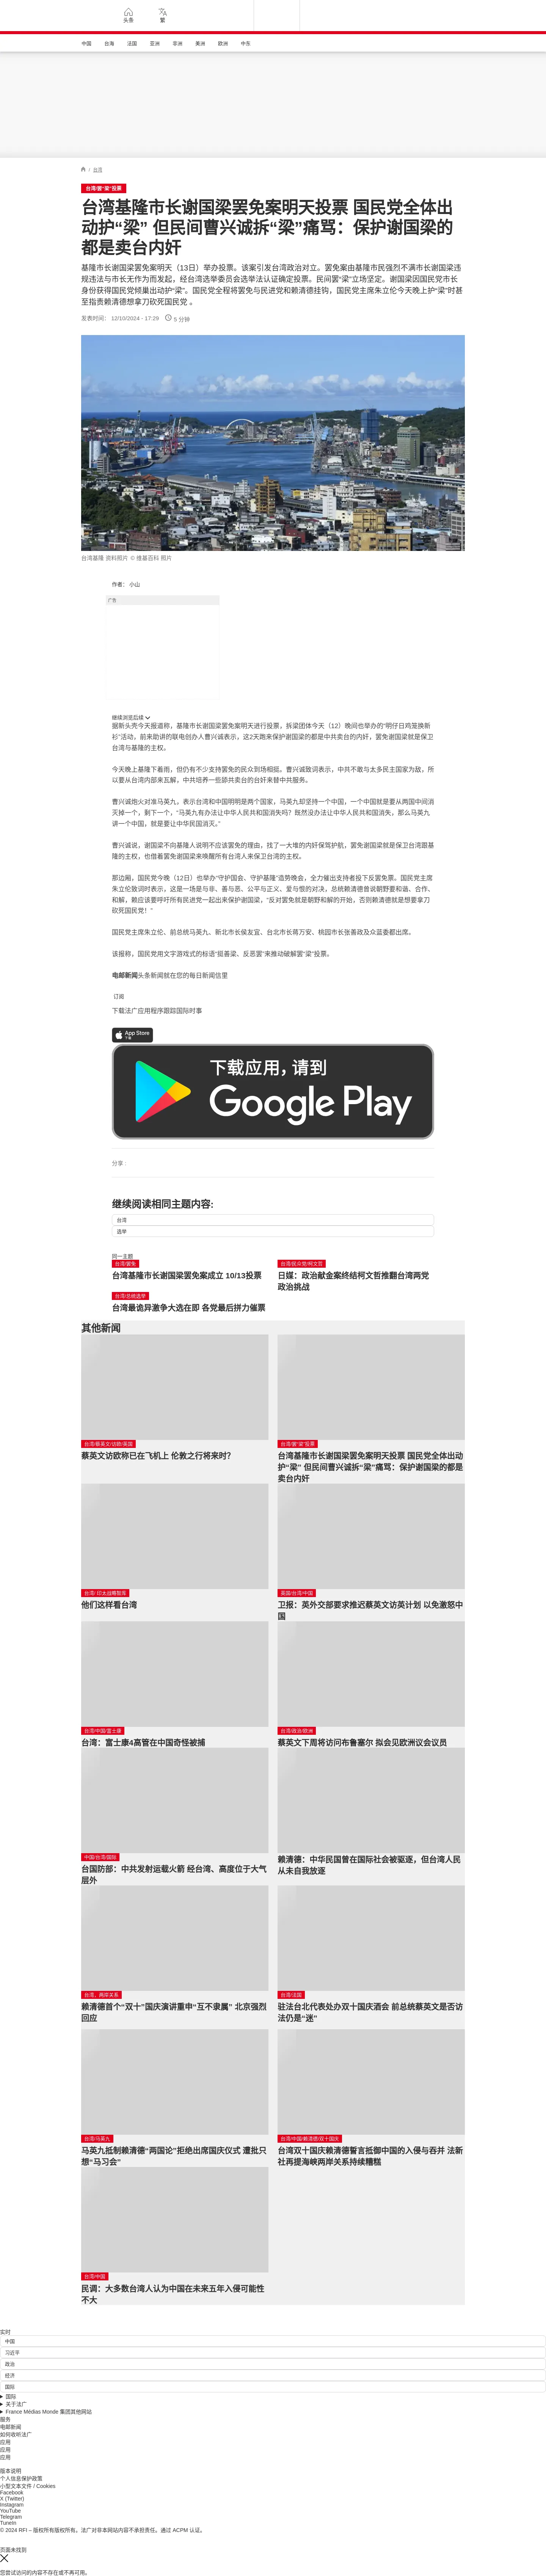 头条
繁
中国 台海 法国 亚洲 非洲 美洲 欧洲 中东
/ 台湾
台湾/罢“梁”投票
台湾基隆市长谢国梁罢免案明天投票 国民党全体出
动护“梁” 但民间曹兴诚拆“梁”痛骂：保护谢国梁的
都是卖台内奸
基隆市长谢国梁罢免案明天（13日）举办投票。该案引发台湾政治对立。罢免案由基隆市民强烈不满市长谢国梁违
规违法与市长无作为而发起，经台湾选举委员会选举法认证确定投票。民间罢“梁”立场坚定。谢国梁因国民党市长
身份获得国民党倾巢出动护“梁”。国民党全程将罢免与民进党和赖清德挂钩，国民党主席朱立伦今天晚上护“梁”时甚
至指责赖清德想拿刀砍死国民党 。
发表时间： 12/10/2024 - 17:29 5 分钟
台湾基隆 资料照片 © 维基百科 照片
作者： 小山
广告
继续浏览后续
据新头壳今天报道称，基隆市长谢国梁罢免案明天进行投票，拆梁团体今天（12）晚间也举办的“明仔日鸡笼换新
衫”活动，前来助讲的联电创办人曹兴诚表示，这2天跑来保护谢国梁的都是中共卖台的内奸，罢免谢国梁就是保卫
台湾与基隆的主权。
今天晚上基隆下着雨，但仍有不少支持罢免的民众到场相挺。曹兴诚致词表示，中共不敢与太多民主国家为敌，所
以要从台湾内部来瓦解，中共培养一些舔共卖台的台奸来替中共服务。
曹兴诚炮火对准马英九，表示台湾和中国明明是两个国家，马英九却坚持一个中国，一个中国就是要从两国中间消
灭掉一个，剩下一个，“马英九有办法让中华人民共和国消失吗？既然没办法让中华人民共和国消失，那么马英九
讲一个中国，就是要让中华民国消灭。”
曹兴诚说，谢国梁不向基隆人说明不应该罢免的理由，找了一大堆的内奸保驾护航，罢免谢国梁就是保卫台湾跟基
隆的主权，也借着罢免谢国梁来唤醒所有台湾人来保卫台湾的主权。
那边厢，国民党今晚（12日）也举办“守护国会、守护基隆”造势晚会，全力催出支持者投下反罢免票。国民党主席
朱立伦致词时表示，这是一场是与非、善与恶、公平与正义、爱与恨的对决，总统赖清德曾说朝野要和谐、合作、
和解，赖应该要呼吁所有民进党一起出来保护谢国梁，“反对罢免就是朝野和解的开始，否则赖清德就是想要拿刀
砍死国民党！”
国民党主席朱立伦、前总统马英九、新北市长侯友宜、台北市长蒋万安、桃园市长张善政及众蓝委都出席。
该报称，国民党用文字游戏式的标语“挺善梁、反恶罢”来推动破解罢“梁”投票。
电邮新闻头条新闻就在您的每日新闻信里
订阅
下载法广应用程序跟踪国际时事
App Store
下载
下载应用，请到
Google Play
分享 :
继续阅读相同主题内容:
台湾
选举
同一主题
台湾/罢免
台湾基隆市长谢国梁罢免案成立 10/13投票
台湾/民众党/柯文哲
日媒：政治献金案终结柯文哲推翻台湾两党
政治挑战
台湾/总统选举
台湾最诡异激争大选在即 各党最后拼力催票
其他新闻
台湾/蔡英文/访欧/英国
蔡英文访欧称已在飞机上 伦敦之行将来时？
台湾/罢“梁”投票
台湾基隆市长谢国梁罢免案明天投票 国民党全体出动
护“梁” 但民间曹兴诚拆“梁”痛骂：保护谢国梁的都是
卖台内奸
台湾/ 印太战略智库
他们这样看台湾
英国/台湾/中国
卫报：英外交部要求推迟蔡英文访英计划 以免激怒中
国
台湾/中国/富士康
台湾：富士康4高管在中国奇怪被捕
台湾/政治/欧洲
蔡英文下周将访问布鲁塞尔 拟会见欧洲议会议员
中国/台湾/国际
台国防部：中共发射运载火箭 经台湾、高度位于大气
层外
赖清德：中华民国曾在国际社会被驱逐，但台湾人民
从未自我放逐
台湾、两岸关系
赖清德首个“双十”国庆演讲重申“互不隶属” 北京强烈
回应
台湾/法国
驻法台北代表处办双十国庆酒会 前总统蔡英文是否访
法仍是“迷”
台湾/马英九
马英九抵制赖清德“两国论”拒绝出席国庆仪式 遭批只
想“马习会”
台湾/中国/赖清德/双十国庆
台湾双十国庆赖清德誓言抵御中国的入侵与吞并 法新
社再提海峡两岸关系持续糟糕
台湾/中国
民调：大多数台湾人认为中国在未来五年入侵可能性
不大
实时
中国
习近平
政治
经济
国际
国际
关于法广
France Médias Monde 集团其他网站
服务
电邮新闻
如何收听法广
应用
应用
应用
版本说明
个人信息保护政策
小型文本文件 / Cookies
Facebook
X (Twitter)
Instagram
YouTube
Telegram
TuneIn
© 2024 RFI – 版权所有版权所有。法广对非本网站内容不承担责任。通过 ACPM 认证。
页面未找到
您尝试访问的内容不存在或不再可用。